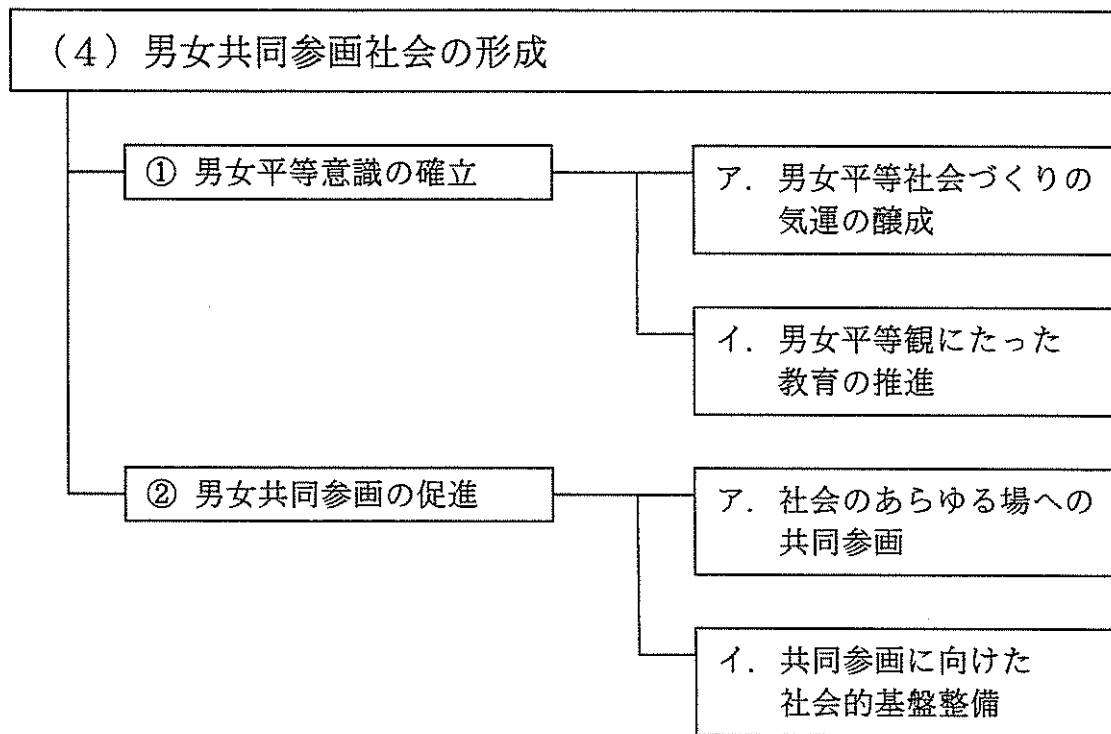 （4）男女共同参画社会の形成
① 男女平等意識の確立
ア．男女平等社会づくりの
気運の醸成
イ．男女平等観にたった
教育の推進
② 男女共同参画の促進
ア．社会のあらゆる場への
共同参画
イ．共同参画に向けた
社会的基盤整備